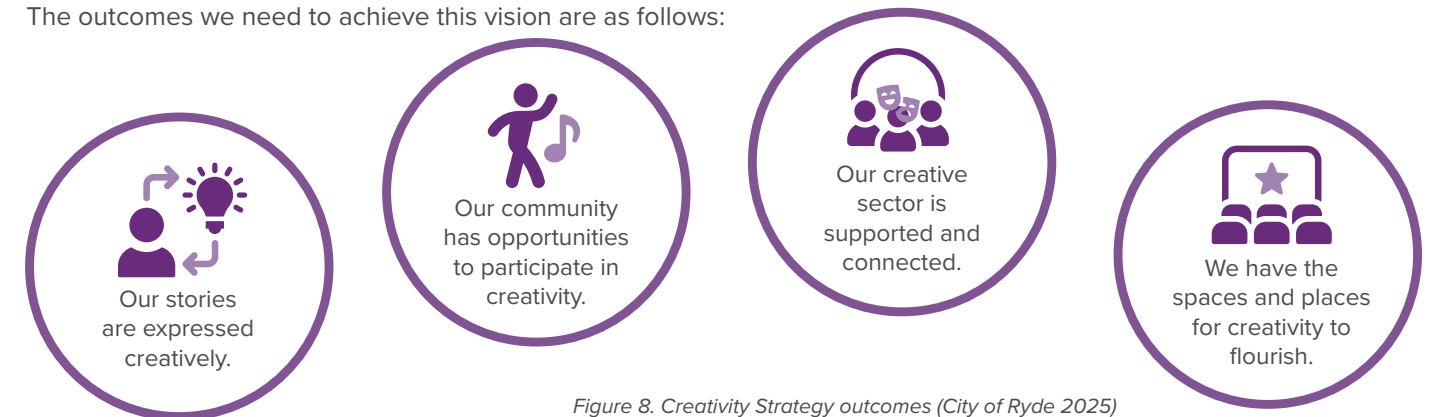 The outcomes we need to achieve this vision are as follows:
Our stories
are expressed
creatively.
Our community
has opportunities
to participate in
creativity.
Our creative
sector is
supported and
connected.
We have the
spaces and places
for creativity to
flourish.
Figure 8. Creativity Strategy outcomes (City of Ryde 2025)